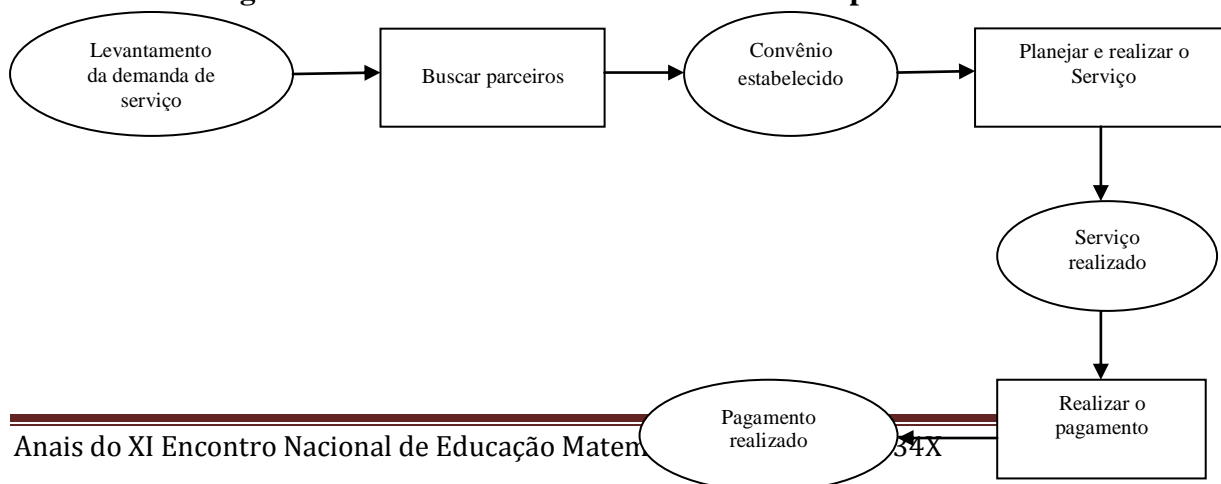 Levantamento
da demanda de
serviço
Buscar parceiros
Convênio
estabelecido
Planejar e realizar o
Serviço
Serviço
realizado
Realizar o
pagamento
Pagamento
realizado
Anais do XI Encontro Nacional de Educação
34X